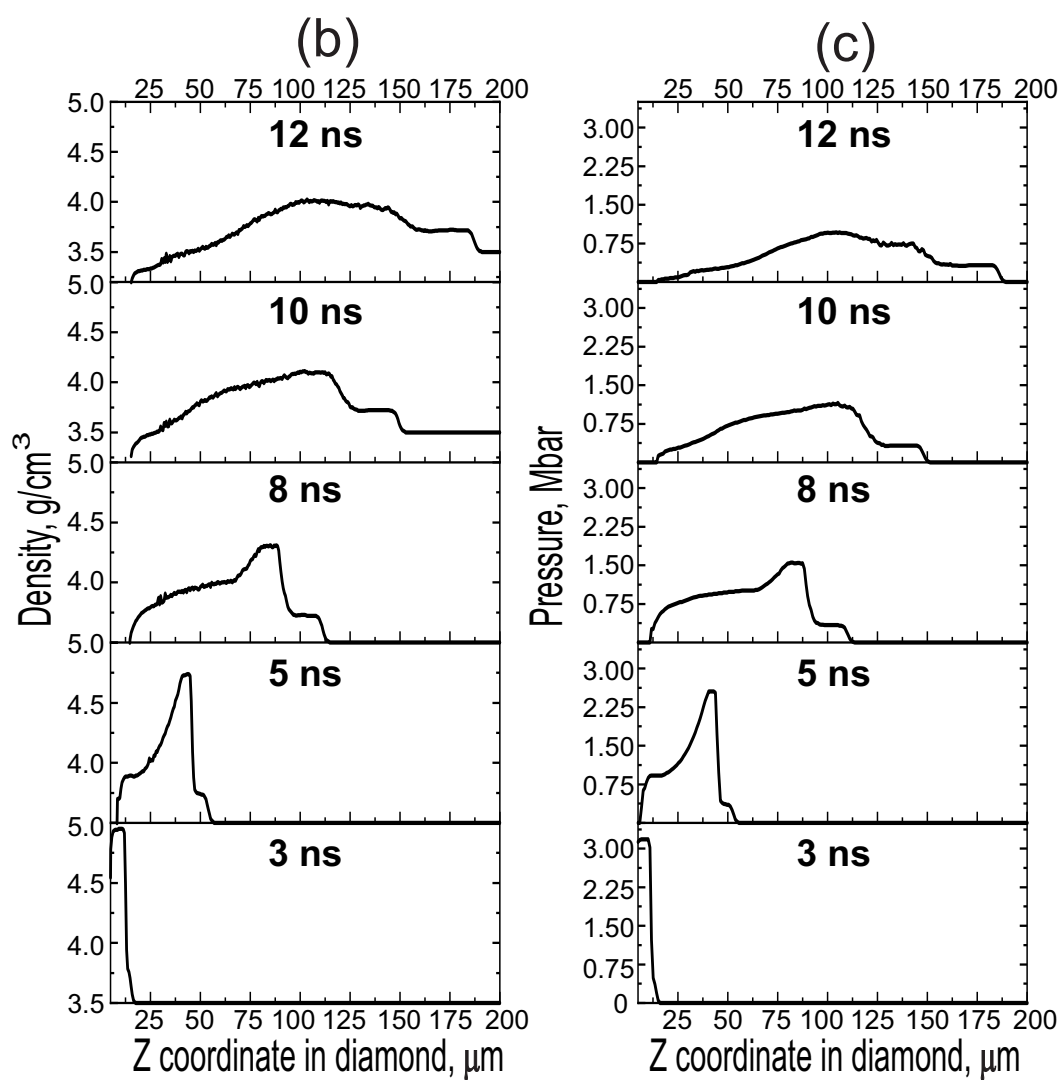 (b)
25 50 75 100 125 150 175 200
5.0
12 ns
4.5
4.0
3.5
5.0
10 ns
4.5
4.0
3.5
5.0
8 ns
4.5
4.0
5.0
5 ns
4.5
4.0
5.0
3 ns
4.5
4.0
3.5
25 50 75 100 125 150 175 200
Z coordinate in diamond, μm
Density, g/cm³
(c)
25 50 75 100 125 150 175 200
12 ns
3.00
2.25
1.50
0.75
10 ns
3.00
2.25
1.50
0.75
8 ns
3.00
2.25
1.50
0.75
5 ns
3.00
2.25
1.50
0.75
3 ns
3.00
2.25
1.50
0.75
0
25 50 75 100 125 150 175 200
Z coordinate in diamond, μm
Pressure, Mbar